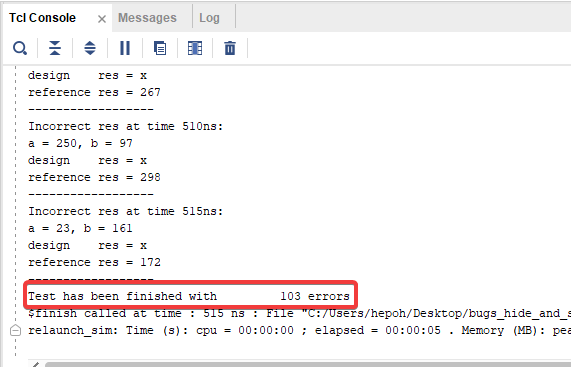 Tcl Console × Messages Log
design    res = x
reference res = 267
------------------
Incorrect res at time 510ns:
a = 250, b = 97
design    res = x
reference res = 298
------------------
Incorrect res at time 515ns:
a = 23, b = 161
design    res = x
reference res = 172
------------------
Test has been finished with         103 errors
$finish called at time : 515 ns : File "C:/Users/hepoh/Desktop/bugs_hide_and_s
relaunch_sim: Time (s): cpu = 00:00:00 ; elapsed = 00:00:05 . Memory (MB): pea